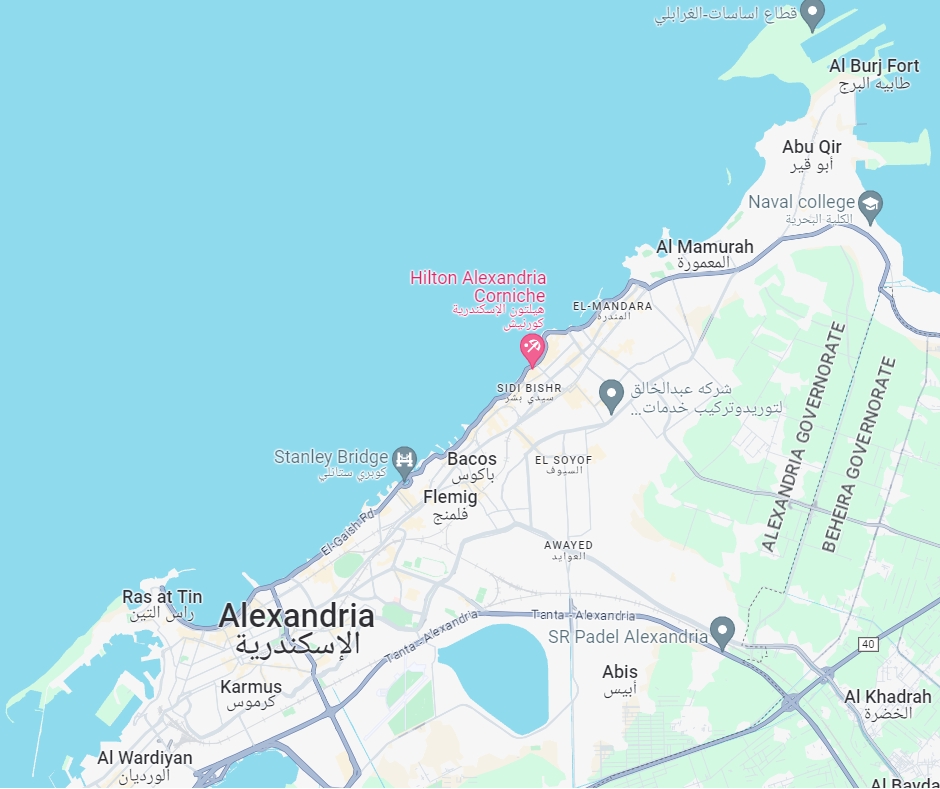 قطاع اساسات-الغرابلي
Al Burj Fort
طابية البرج
Abu Qir
أبو قير
Naval college
الكلية البحرية
Al Mamurah
المعمورة
Hilton Alexandria
Corniche
هيلتون الإسكندرية
كورنيش
EL-MANDARA
المندرة
SIDI BISHR
سيدي بشر
شركه عبدالخالق
لتوريدوتركيب خدمات...
ALEXANDRIA GOVERNORATE
BEHEIRA GOVERNORATE
Stanley Bridge
كوبري ستانلي
Bacos
باكوس
EL SOYOF
السيوف
Flemig
فلمنج
El-Gaish Rd
AWAYED
العوايد
Ras at Tin
راس التين
Alexandria
الإسكندرية
Tanta - Alexandria
Tanta - Alexandria
SR Padel Alexandria
40
Abis
أبيس
Karmus
كرموس
Al Khadrah
الخضرة
Al Wardiyan
الورديان
Al Bayda